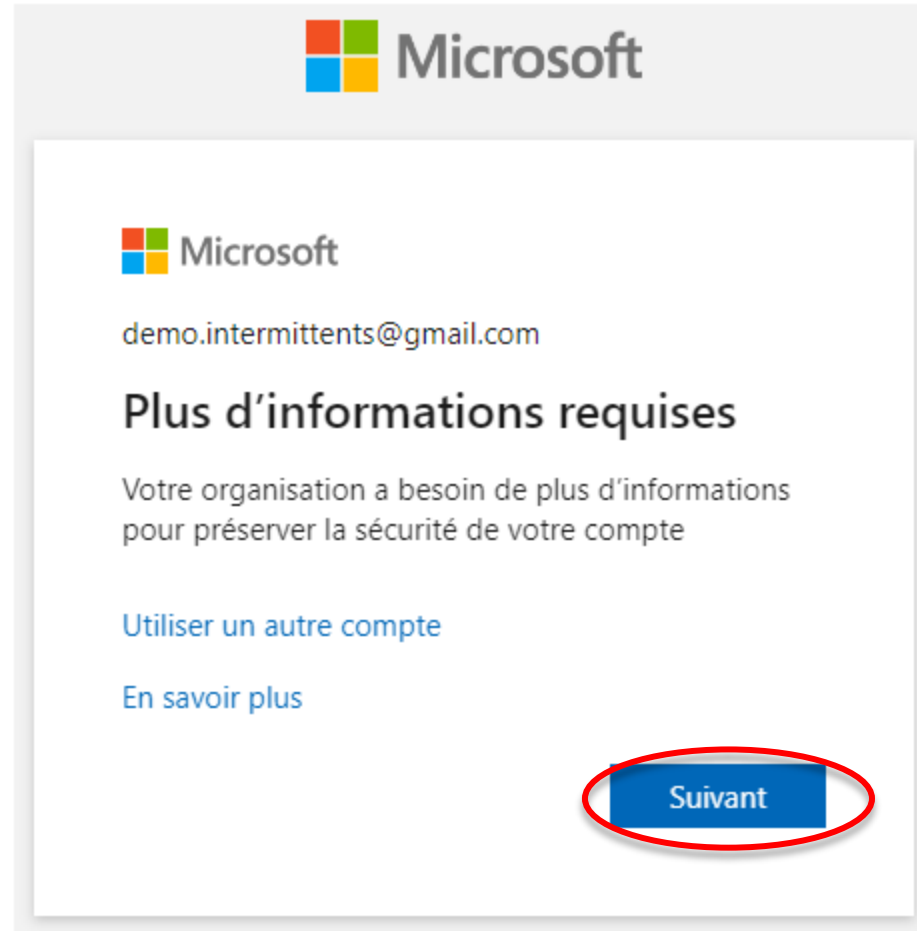 Microsoft
Microsoft
demo.intermittents@gmail.com
Plus d’informations requises
Votre organisation a besoin de plus d’informations
pour préserver la sécurité de votre compte
Utiliser un autre compte
En savoir plus
Suivant